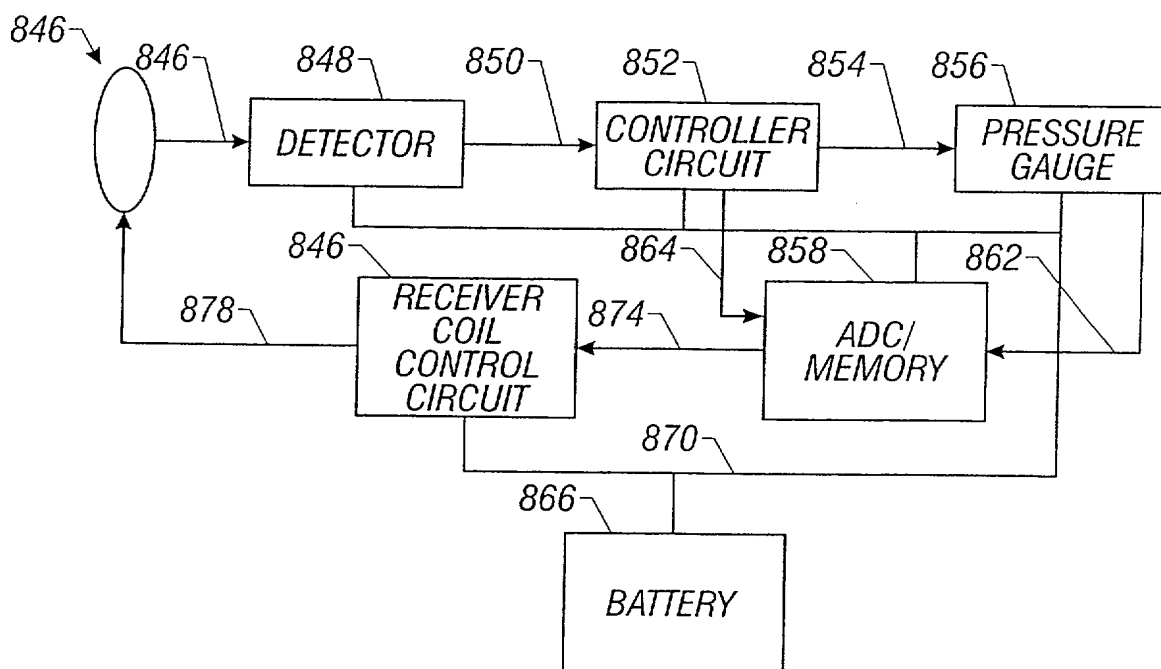 846
846
848
850
852
854
856
DETECTOR
CONTROLLER
CIRCUIT
PRESSURE
GAUGE
846
864
858
862
878
RECEIVER
COIL
CONTROL
CIRCUIT
874
ADC/
MEMORY
870
866
BATTERY